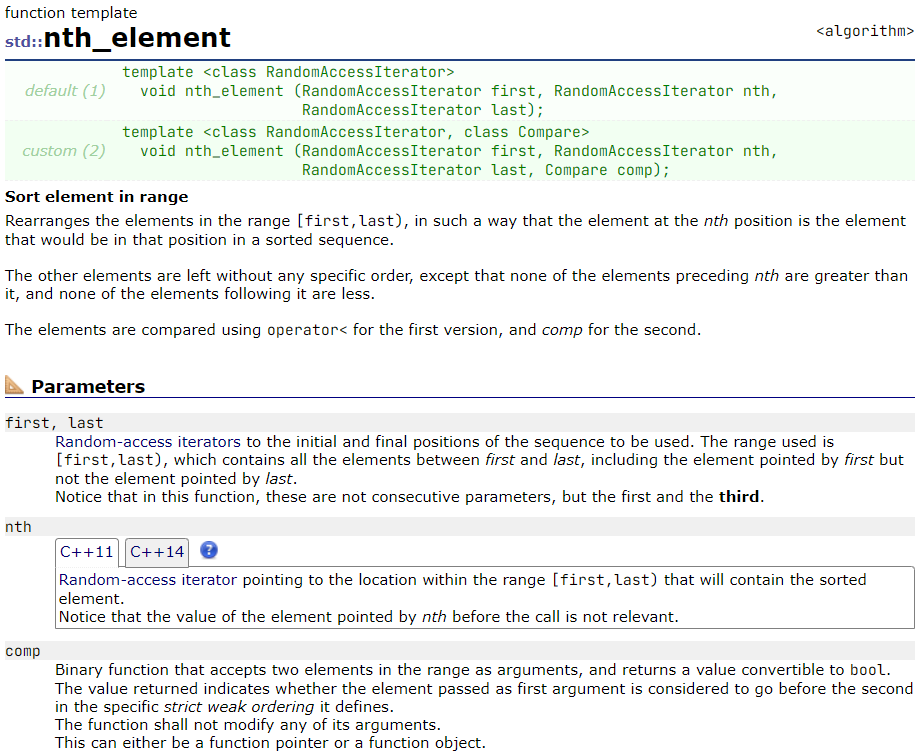 function template
std::nth_element
<algorithm>
default (1)
template <class RandomAccessIterator>
void nth_element (RandomAccessIterator first, RandomAccessIterator nth,
RandomAccessIterator last);
custom (2)
template <class RandomAccessIterator, class Compare>
void nth_element (RandomAccessIterator first, RandomAccessIterator nth,
RandomAccessIterator last, Compare comp);
Sort element in range
Rearranges the elements in the range [first,last), in such a way that the element at the nth position is the element
that would be in that position in a sorted sequence.
The other elements are left without any specific order, except that none of the elements preceding nth are greater than
it, and none of the elements following it are less.
The elements are compared using operator< for the first version, and comp for the second.
Parameters
first, last
Random-access iterators to the initial and final positions of the sequence to be used. The range used is
[first,last), which contains all the elements between first and last, including the element pointed by first but
not the element pointed by last.
Notice that in this function, these are not consecutive parameters, but the first and the third.
nth
C++11 C++14 ?
Random-access iterator pointing to the location within the range [first,last) that will contain the sorted
element.
Notice that the value of the element pointed by nth before the call is not relevant.
comp
Binary function that accepts two elements in the range as arguments, and returns a value convertible to bool.
The value returned indicates whether the element passed as first argument is considered to go before the second
in the specific strict weak ordering it defines.
The function shall not modify any of its arguments.
This can either be a function pointer or a function object.